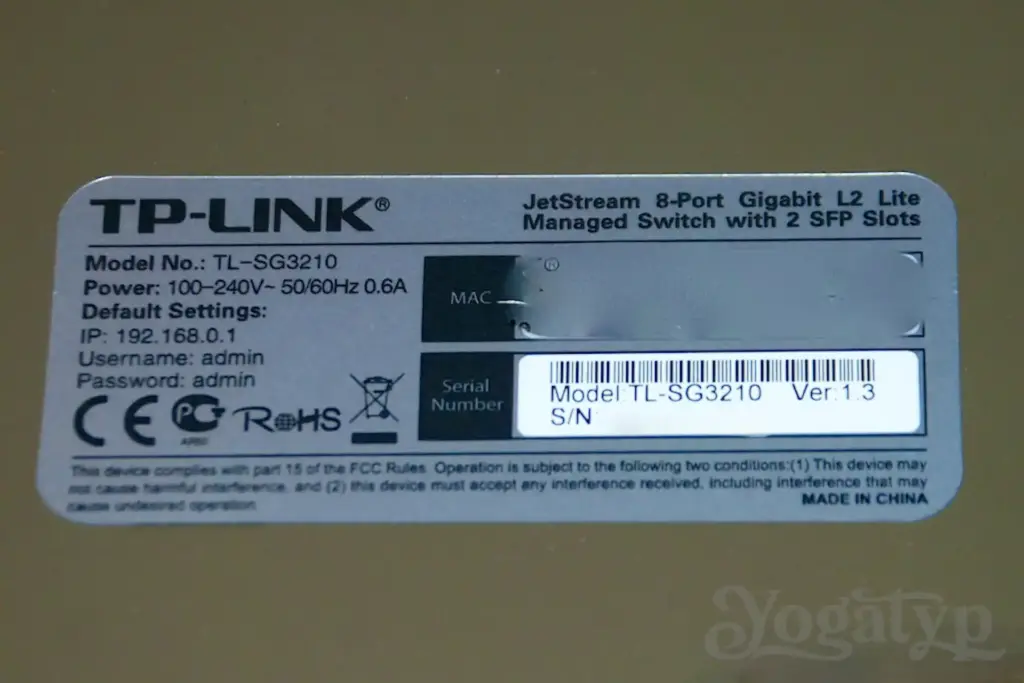 TP-LINK®
JetStream 8-Port Gigabit L2 Lite
Managed Switch with 2 SFP Slots
Model No.: TL-SG3210
Power: 100-240V~ 50/60Hz 0.6A
Default Settings:
IP: 192.168.0.1
Username: admin
Password: admin
CE PG RoHS
MAC
®
Serial
Number
Model:TL-SG3210 Ver:1.3
S/N
This device complies with part 15 of the FCC Rules. Operation is subject to the following two conditions:(1) This device may
not cause harmful interference, and (2) this device must accept any interference received, including interference that may
cause undesired operation.
MADE IN CHINA
Yogatyp